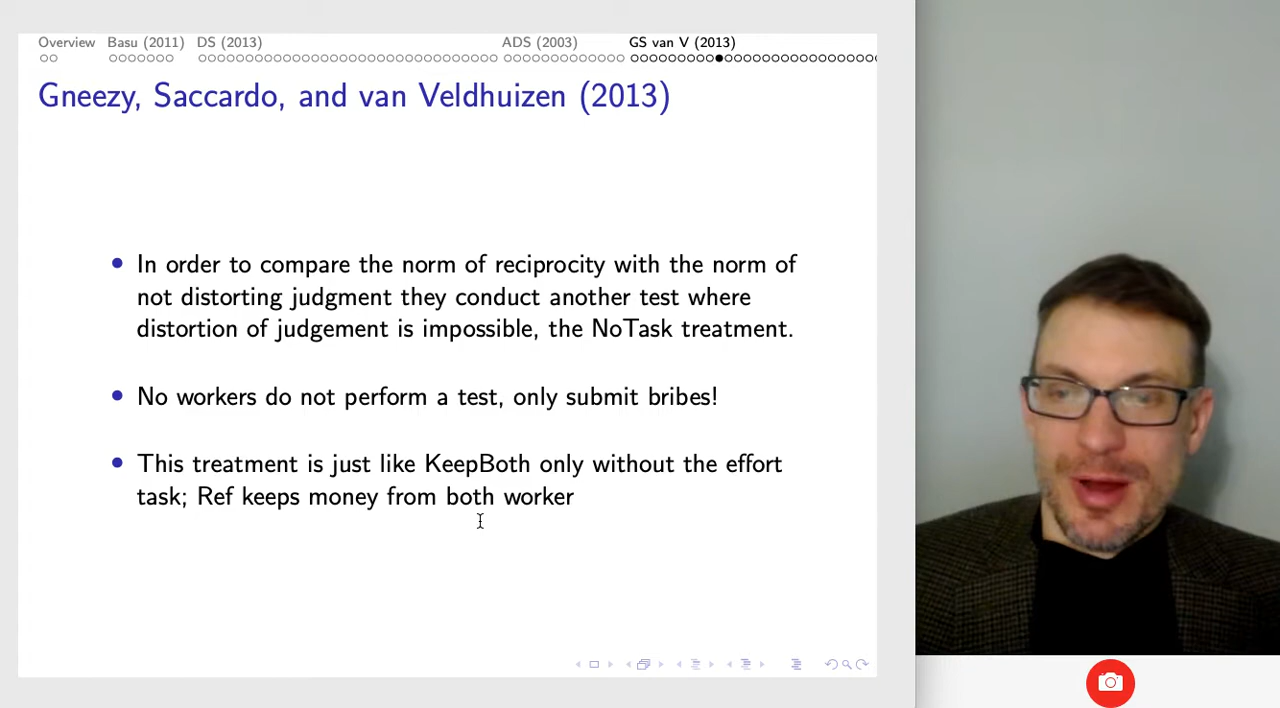 Overview Basu (2011) DS (2013) ADS (2003) GS van V (2013)
Gneezy, Saccardo, and van Veldhuizen (2013)
In order to compare the norm of reciprocity with the norm of
not distorting judgment they conduct another test where
distortion of judgement is impossible, the NoTask treatment.
No workers do not perform a test, only submit bribes!
This treatment is just like KeepBoth only without the effort
task; Ref keeps money from both worker